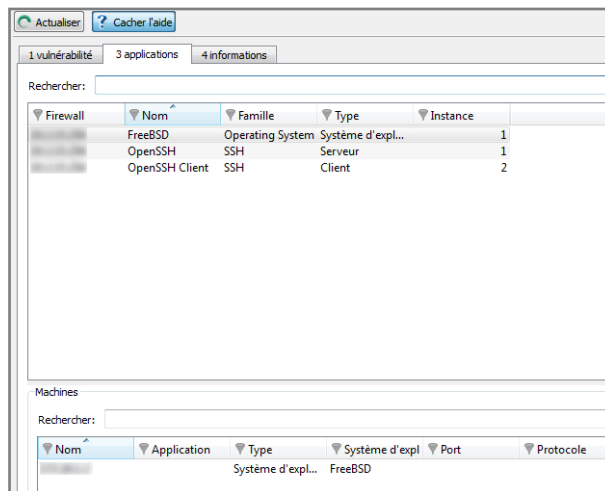 Actualiser ? Cacher l'aide
1 vulnérabilité 3 applications 4 informations
Rechercher:
Firewall Nom Famille Type Instance
FreeBSD Operating System Système d'expl... 1
OpenSSH SSH Serveur 1
OpenSSH Client SSH Client 2
Machines
Rechercher:
Nom Application Type Système d'expl Port Protocole
Système d'expl... FreeBSD